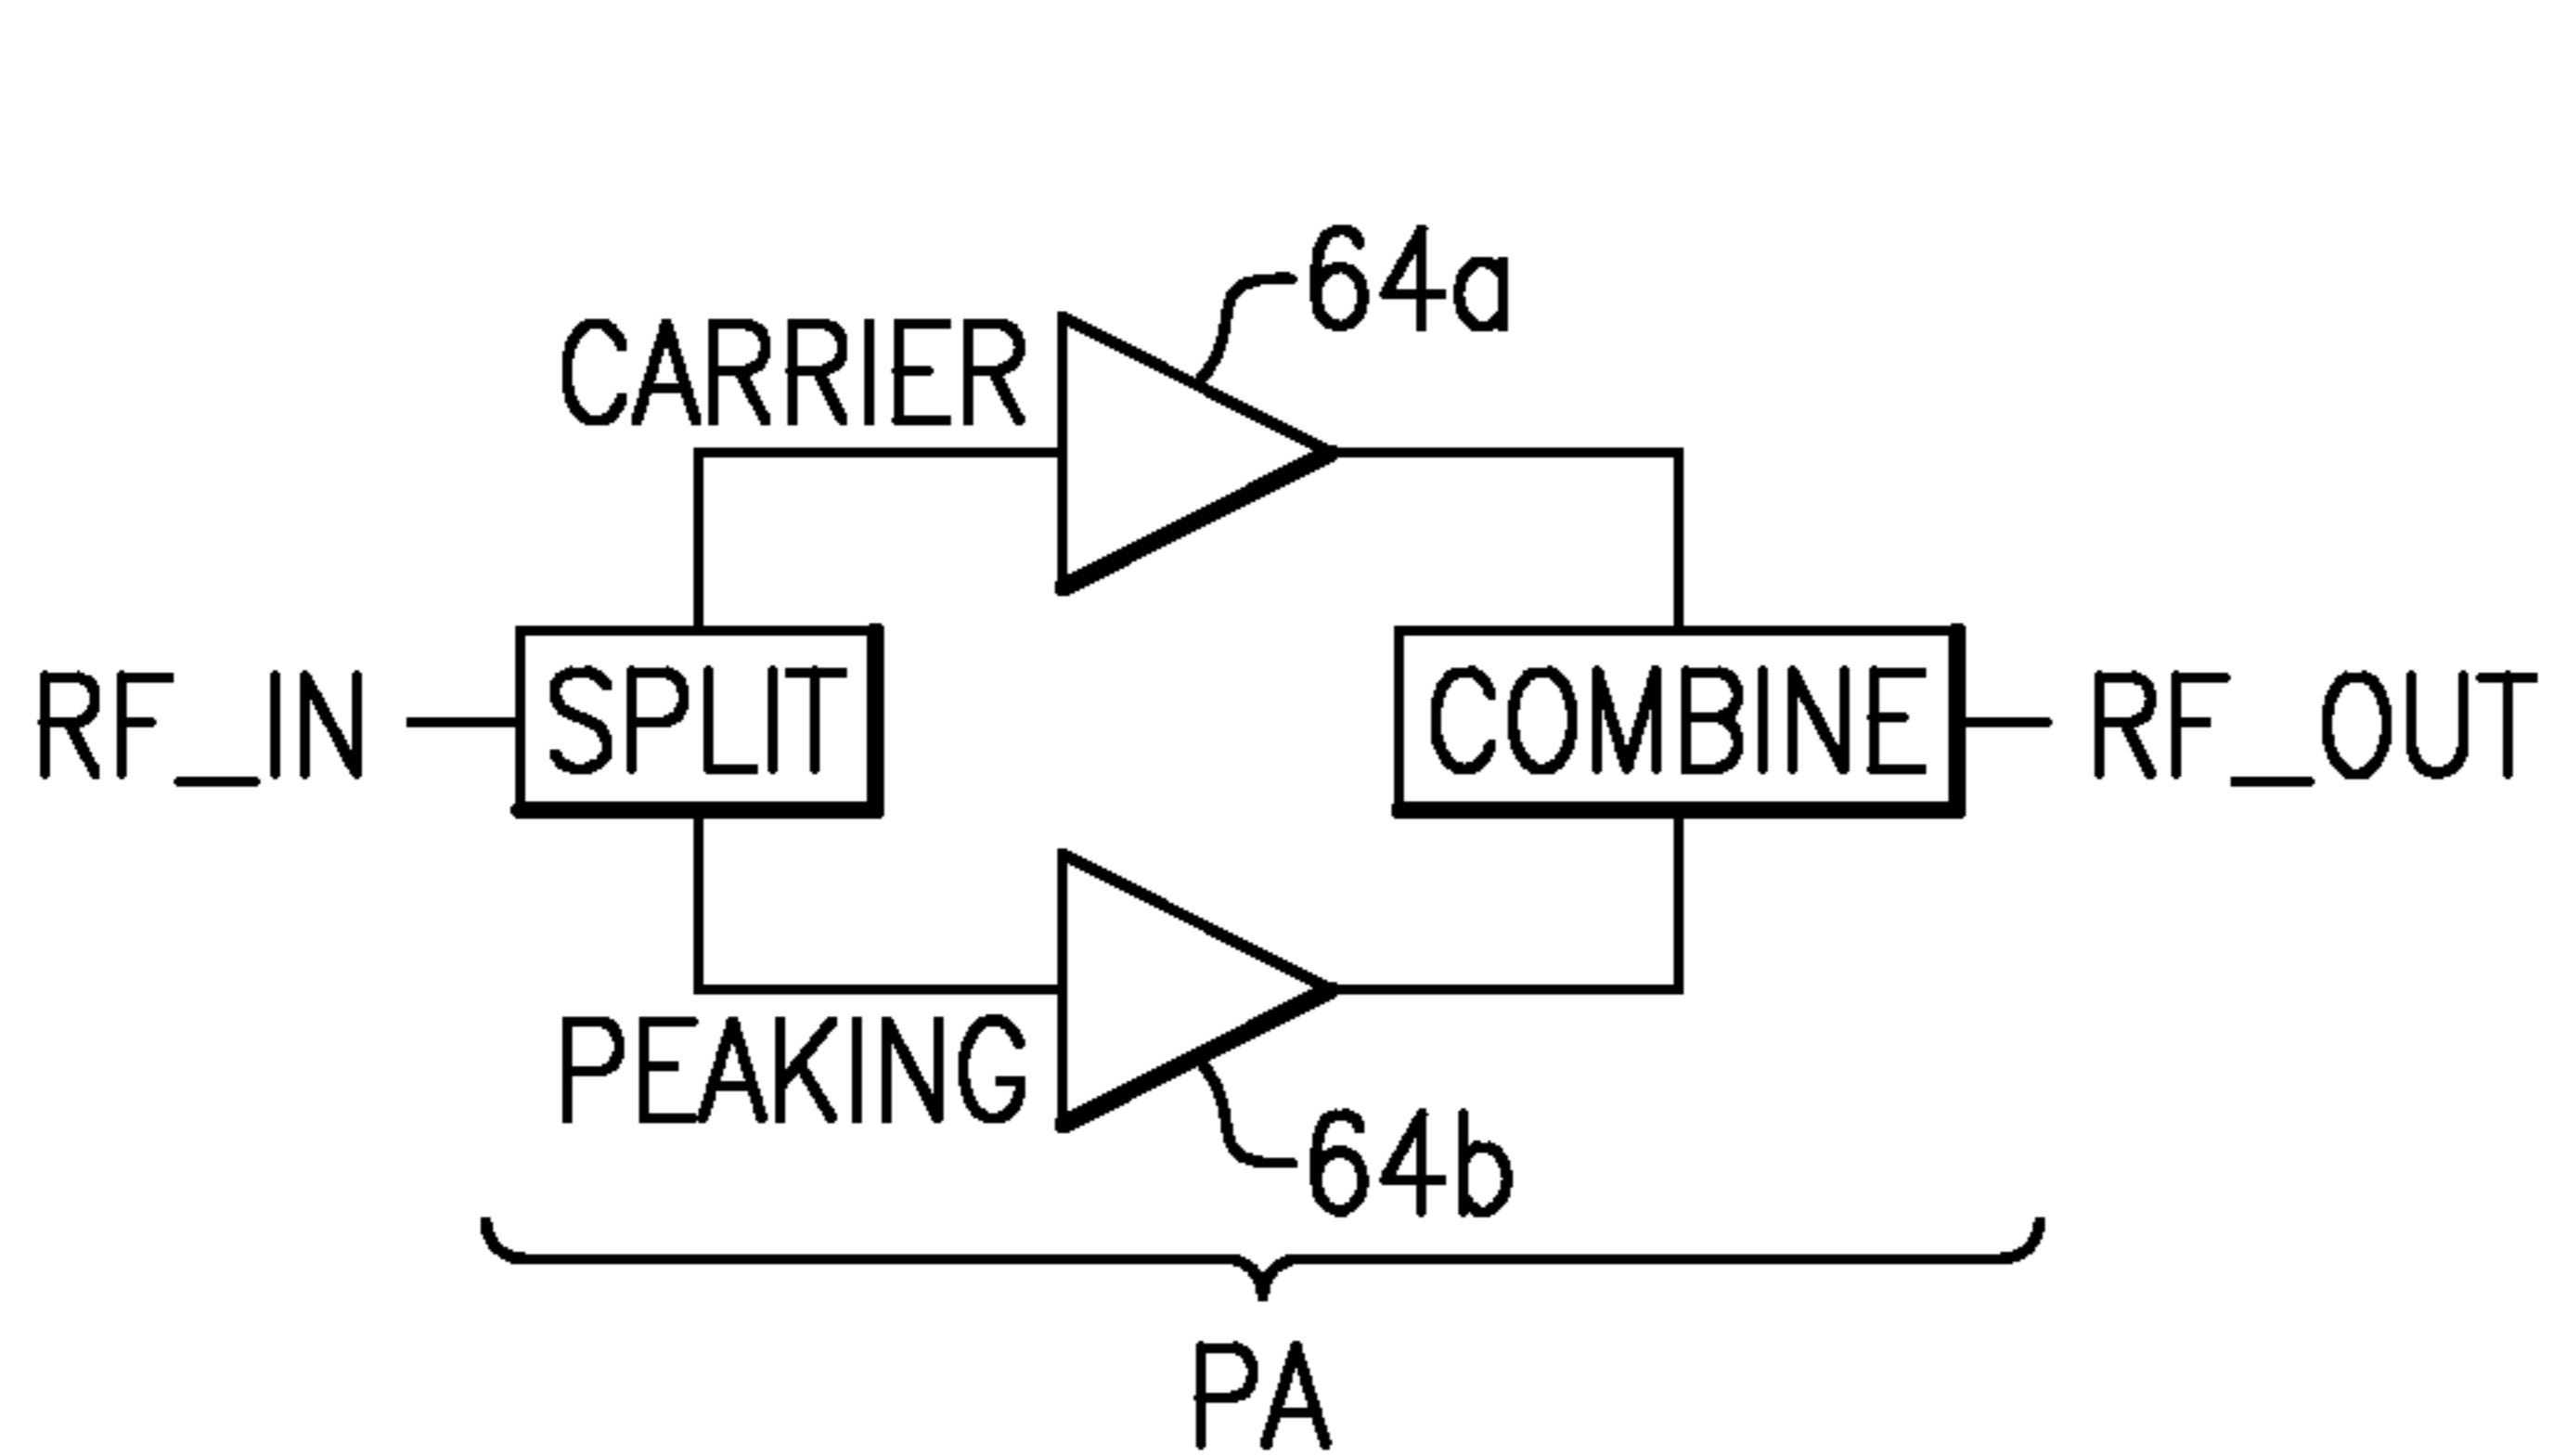 64a
CARRIER
RF_IN
SPLIT
COMBINE
RF_OUT
PEAKING
64b
PA